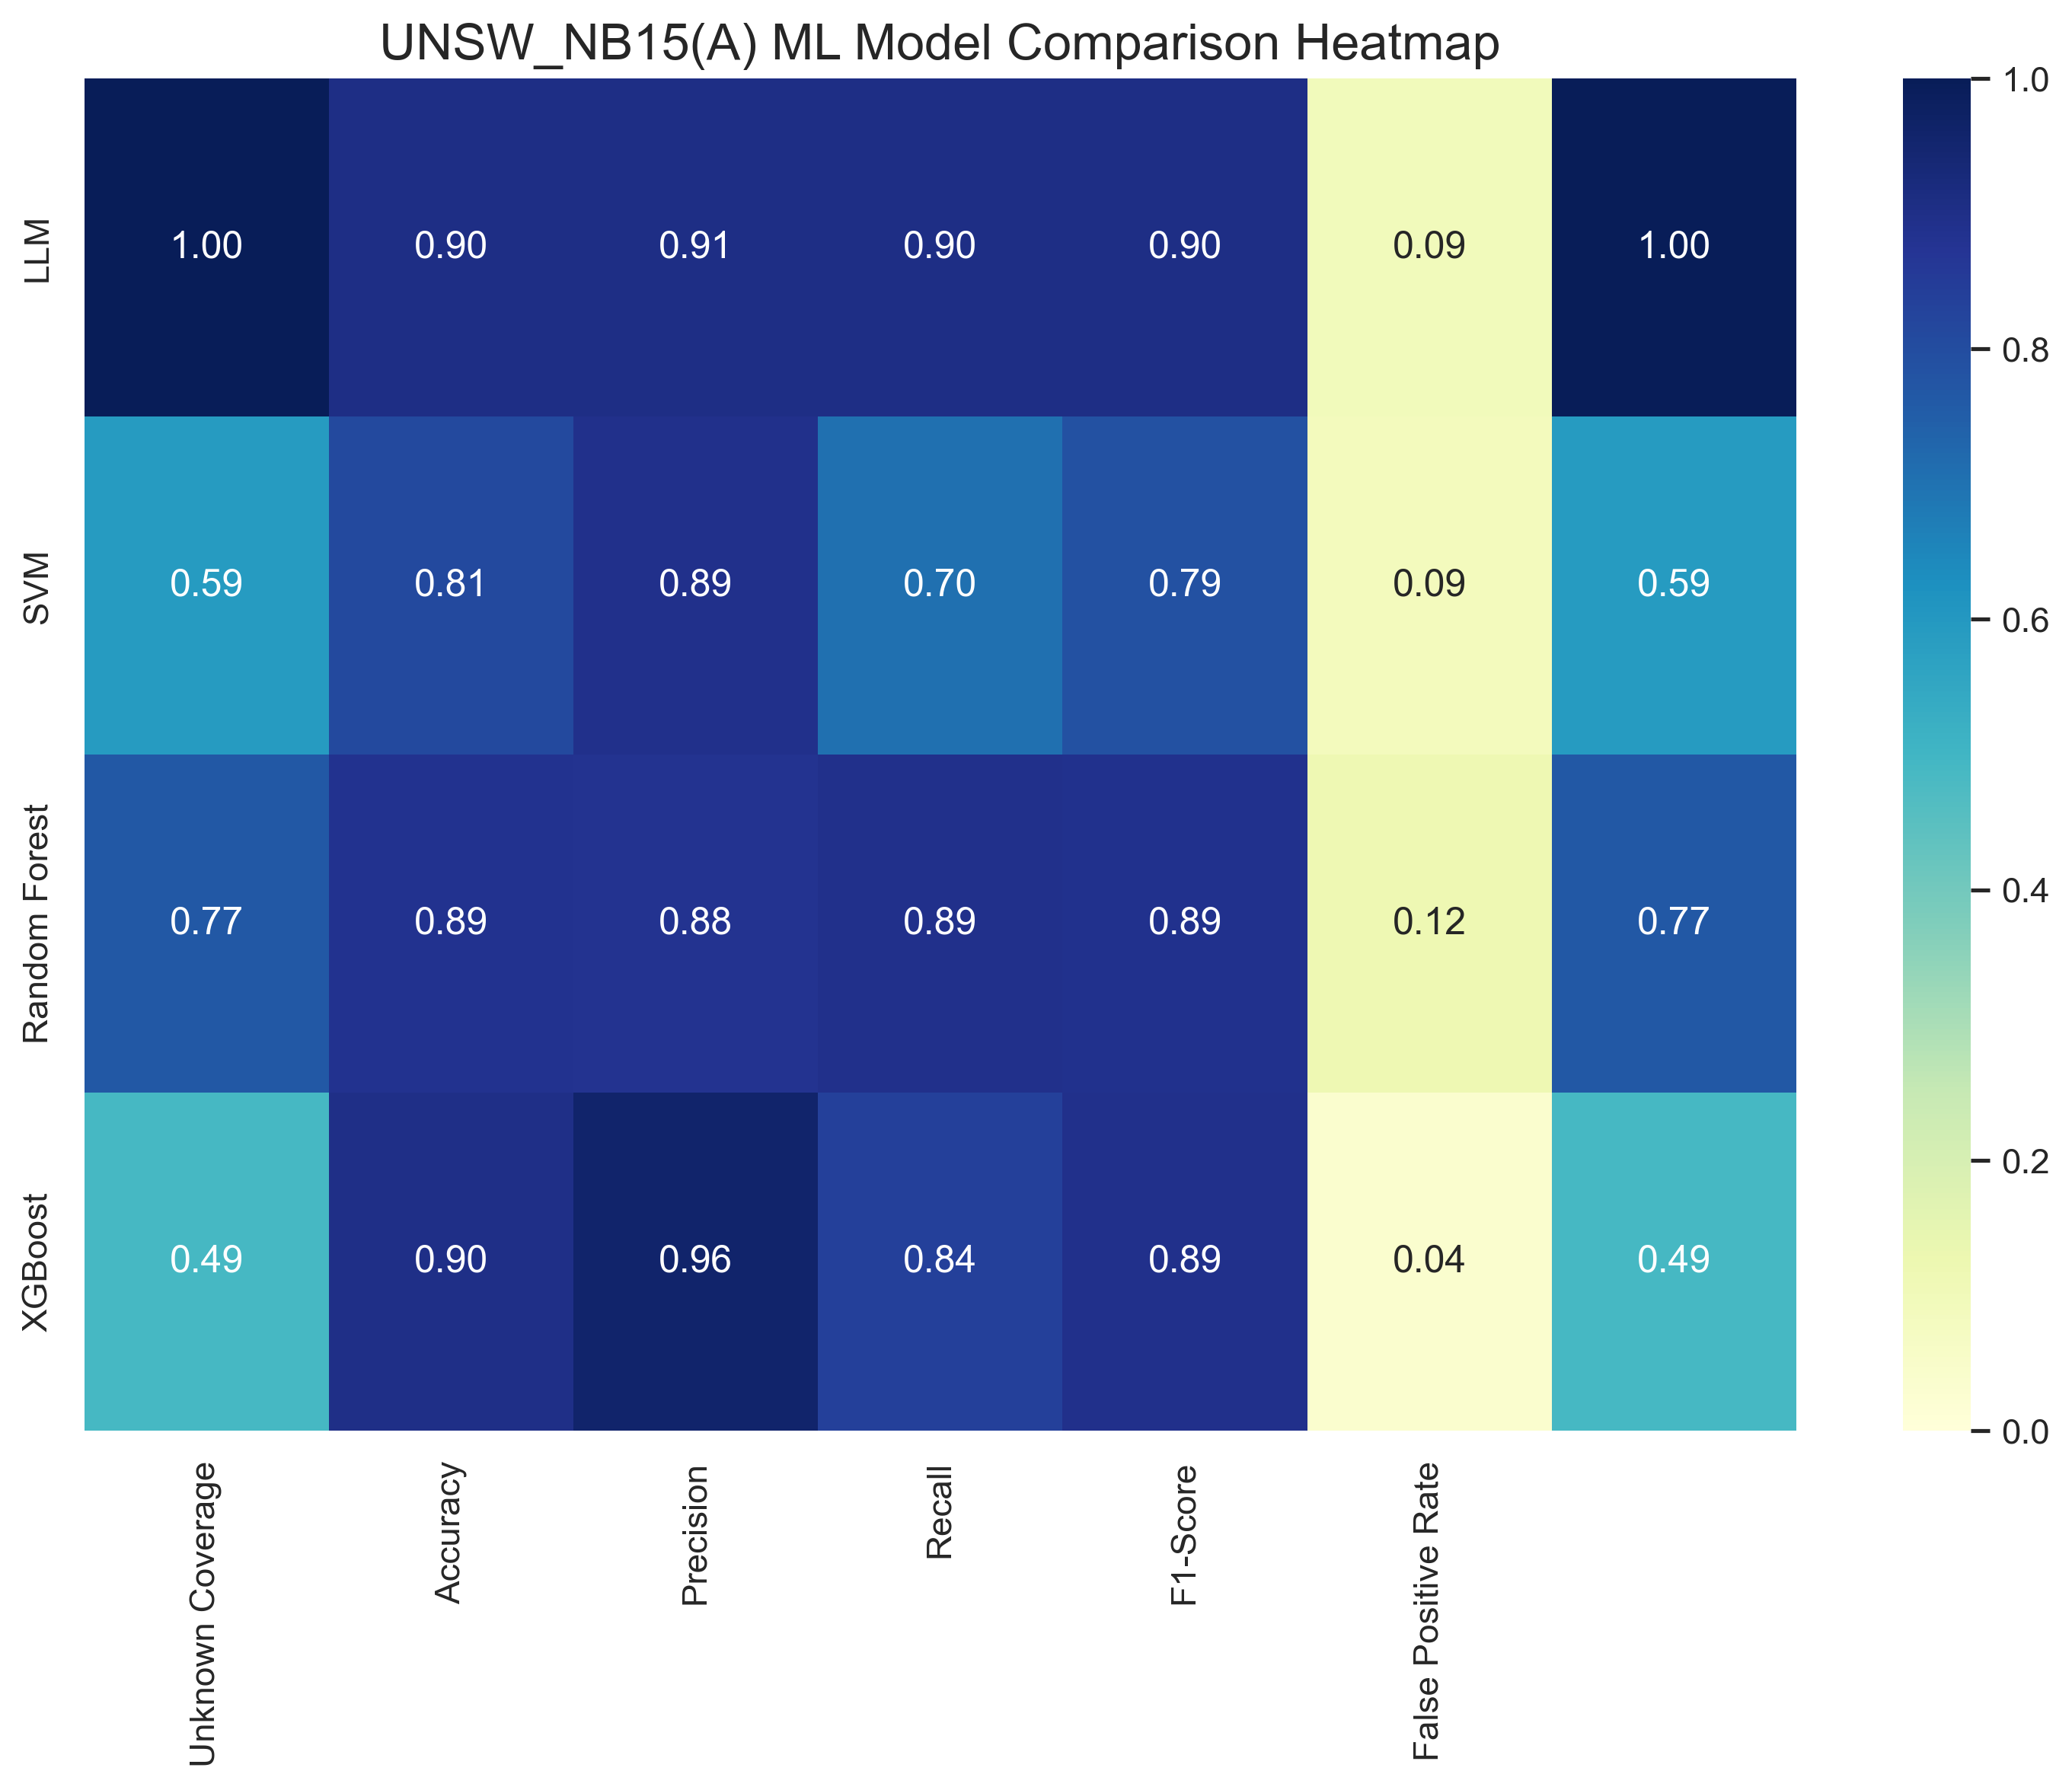 UNSW_NB15(A) ML Model Comparison Heatmap
LLM
1.00 0.90 0.91 0.90 0.90 0.09 1.00
SVM
0.59 0.81 0.89 0.70 0.79 0.09 0.59
Random Forest
0.77 0.89 0.88 0.89 0.89 0.12 0.77
XGBoost
0.49 0.90 0.96 0.84 0.89 0.04 0.49
Unknown Coverage
Accuracy
Precision
Recall
F1-Score
False Positive Rate
1.0
0.8
0.6
0.4
0.2
0.0